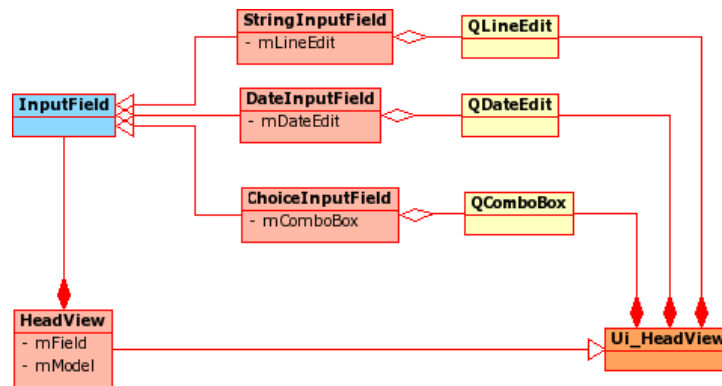 StringInputField
- mLineEdit
QLineEdit
InputField
DateInputField
- mDateEdit
QDateEdit
ChoiceInputField
- mComboBox
QComboBox
HeadView
- mField
- mModel
Ui_HeadView